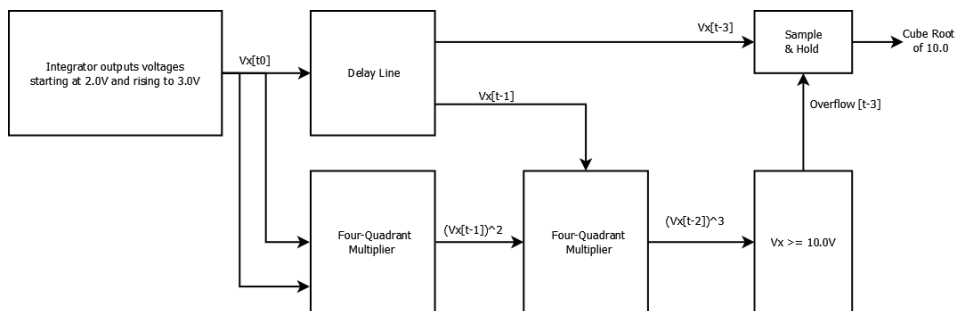 Integrator outputs voltages
starting at 2.0V and rising to 3.0V
Vx[t0]
Delay Line
Vx[t-3]
Sample
& Hold
Cube Root
of 10.0
Vx[t-1]
Overflow [t-3]
Four-Quadrant
Multiplier
(Vx[t-1])^2
Four-Quadrant
Multiplier
(Vx[t-2])^3
Vx >= 10.0V